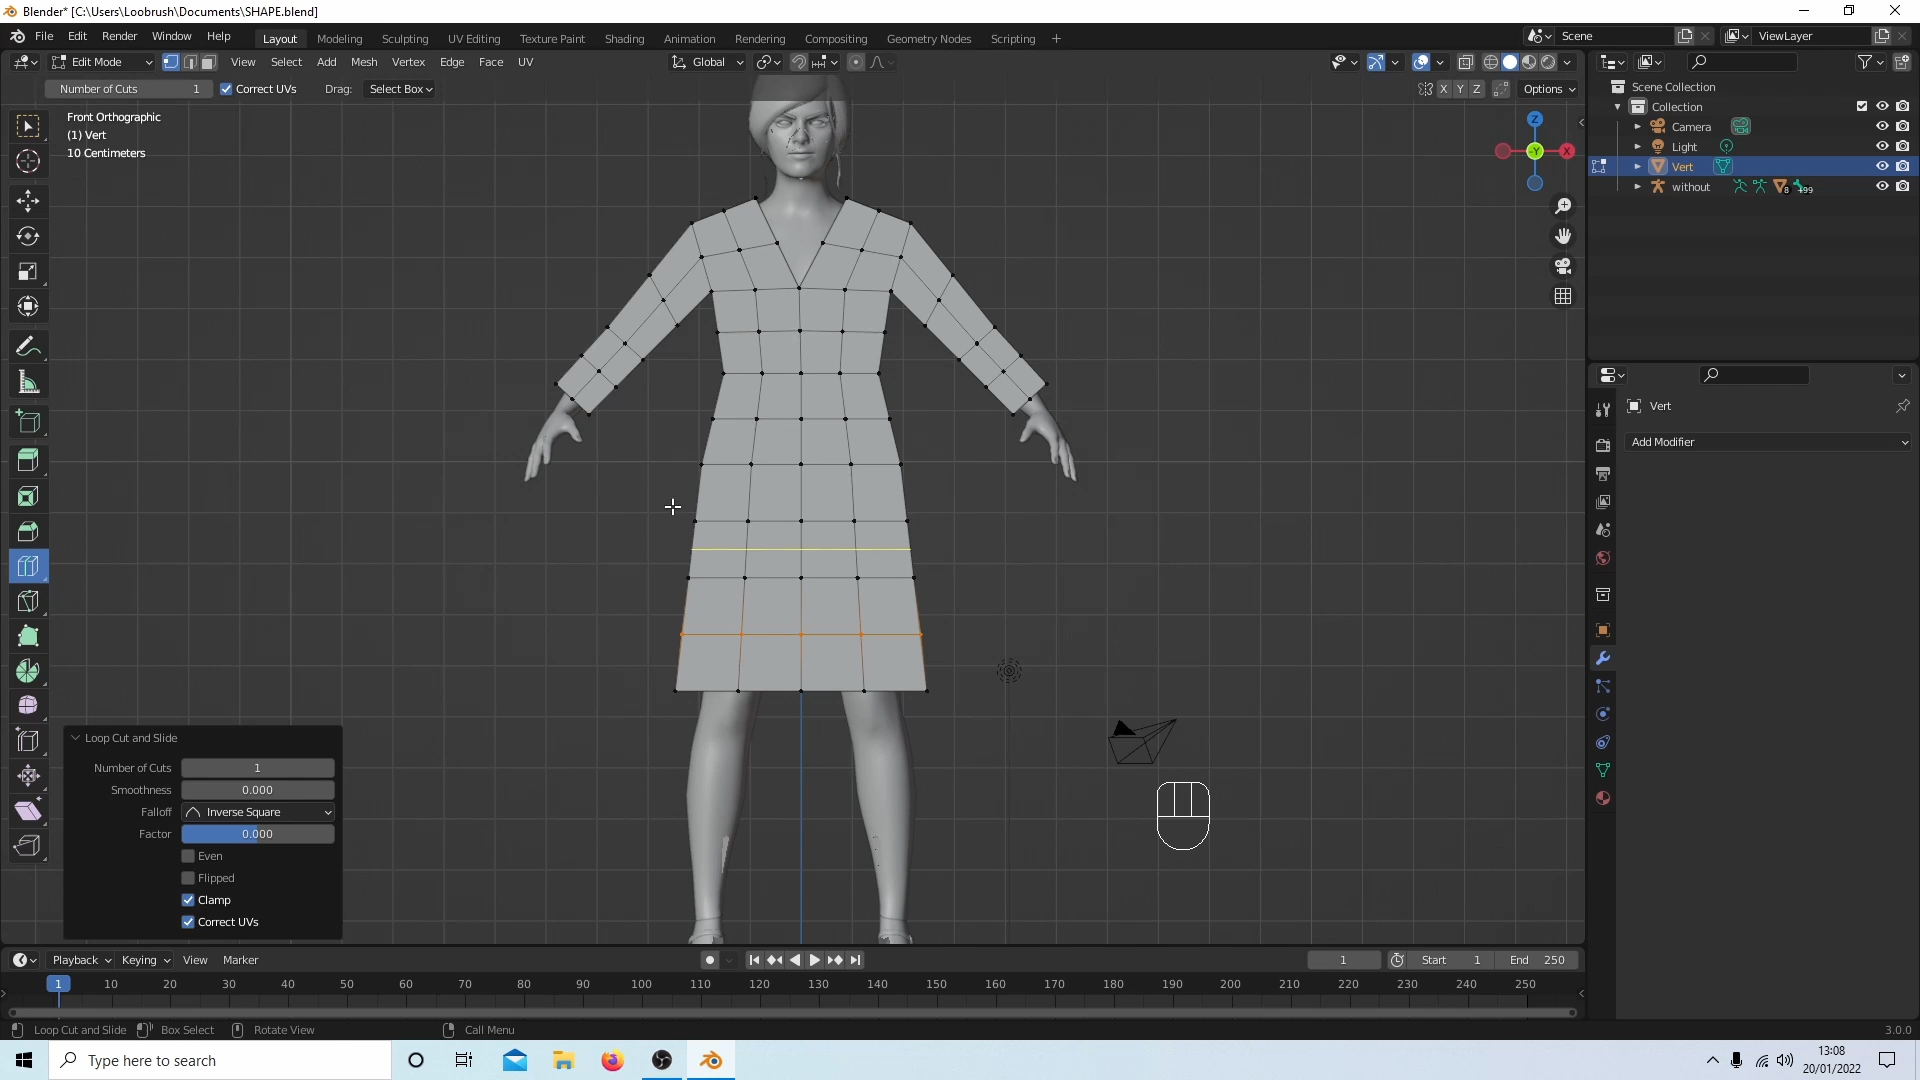 Blender* [C:\Users\Loobrush\Documents\SHAPE.blend]
File Edit Render Window Help Layout Modeling Sculpting UV Editing Texture Paint Shading Animation Rendering Compositing Geometry Nodes Scripting + Scene ViewLayer
Edit Mode View Select Add Mesh Vertex Edge Face UV Global
Number of Cuts 1 Correct UVs Drag: Select Box X Y Z Options
Front Orthographic
(1) Vert
10 Centimeters
Z
-Y
X
Scene Collection
Collection
Camera
Light
Vert
without 8 +99
Vert
Add Modifier
Loop Cut and Slide
Number of Cuts 1
Smoothness 0.000
Falloff Inverse Square
Factor 0.000
Even
Flipped
Clamp
Correct UVs
Playback Keying View Marker 1 Start 1 End 250
1 10 20 30 40 50 60 70 80 90 100 110 120 130 140 150 160 170 180 190 200 210 220 230 240 250
Loop Cut and Slide Box Select Rotate View Call Menu 3.0.0
Type here to search
13:08
20/01/2022